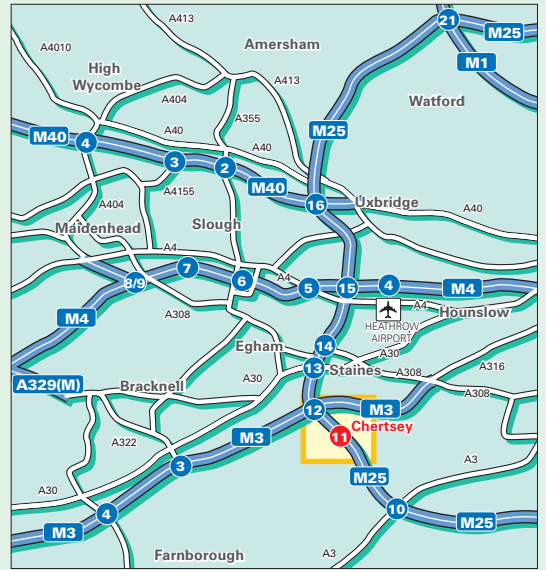 A413
21
M25
A4010
Amersham
M1
High
Wycombe
A413
A404
Watford
A355
M40
A40
M25
4
3
A40
2
A4155
M40
A404
16
Uxbridge
A40
Maidenhead
Slough
A4
7
8/9
6
A4
5
15
4
M4
A4
M4
A308
HEATHROW
AIRPORT
Hounslow
14
Egham
A30
13
Staines
A316
A30
A308
A329(M)
Bracknell
A308
12
M3
Chertsey
11
A322
M3
3
A3
M25
A30
4
10
M25
M3
Farnborough
A3